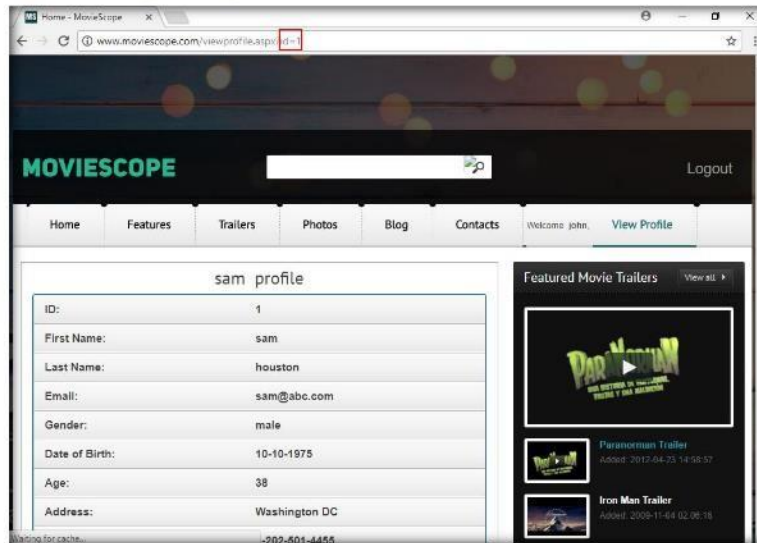 MS Home - MovieScope
www.moviescope.com/viewprofile.aspx?id=1
MOVIESCOPE
Logout
Home Features Trailers Photos Blog Contacts Welcome john, View Profile
sam profile
ID: 1
First Name: sam
Last Name: houston
Email: sam@abc.com
Gender: male
Date of Birth: 10-10-1975
Age: 38
Address: Washington DC
-202-501-4455
Waiting for cache...
Featured Movie Trailers View all
PARANORMAN
Paranorman Trailer
Added: 2012-04-23 14:58:57
Iron Man Trailer
Added: 2009-11-04 02:06:16